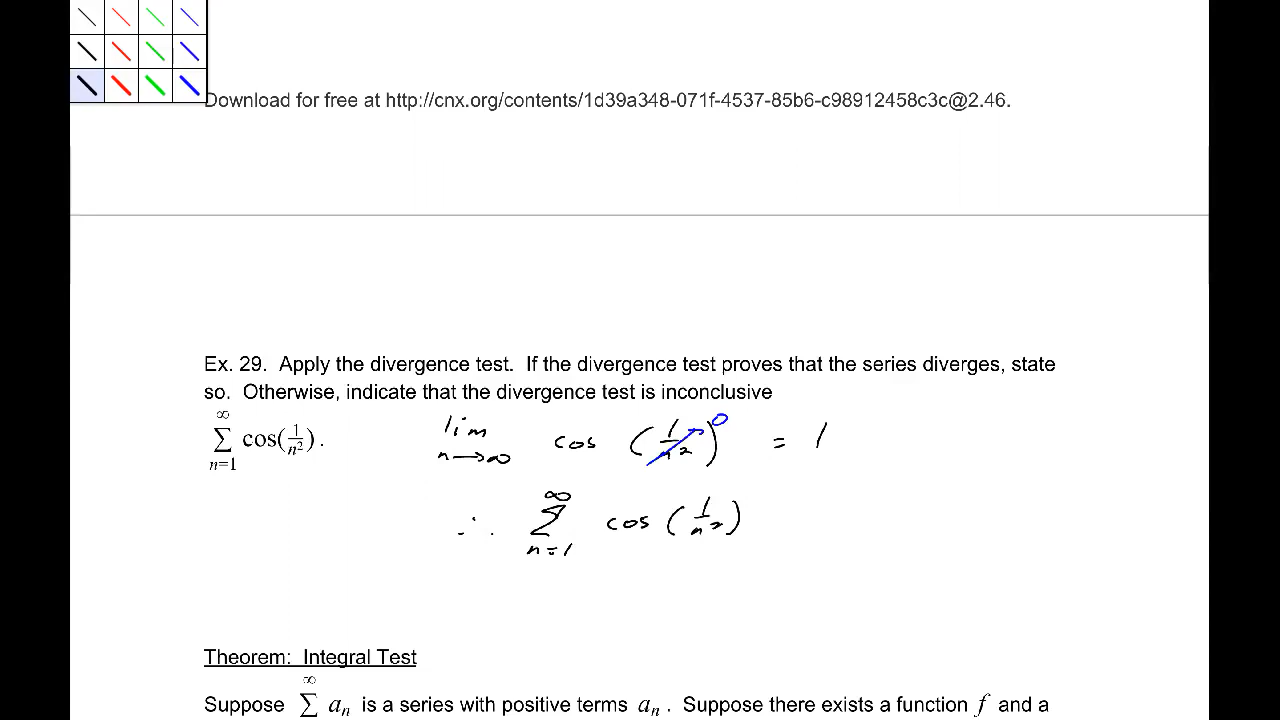 Download for free at http://cnx.org/contents/1d39a348-071f-4537-85b6-c98912458c3c@2.46.
Ex. 29. Apply the divergence test. If the divergence test proves that the series diverges, state
so. Otherwise, indicate that the divergence test is inconclusive
∞
∑ cos(1/n²).
n=1
lim cos (1/n²)⁰ = 1
n→∞
∞
∴ ∑ cos (1/n²)
n=1
Theorem: Integral Test
∞
Suppose ∑ aₙ is a series with positive terms aₙ. Suppose there exists a function f and a